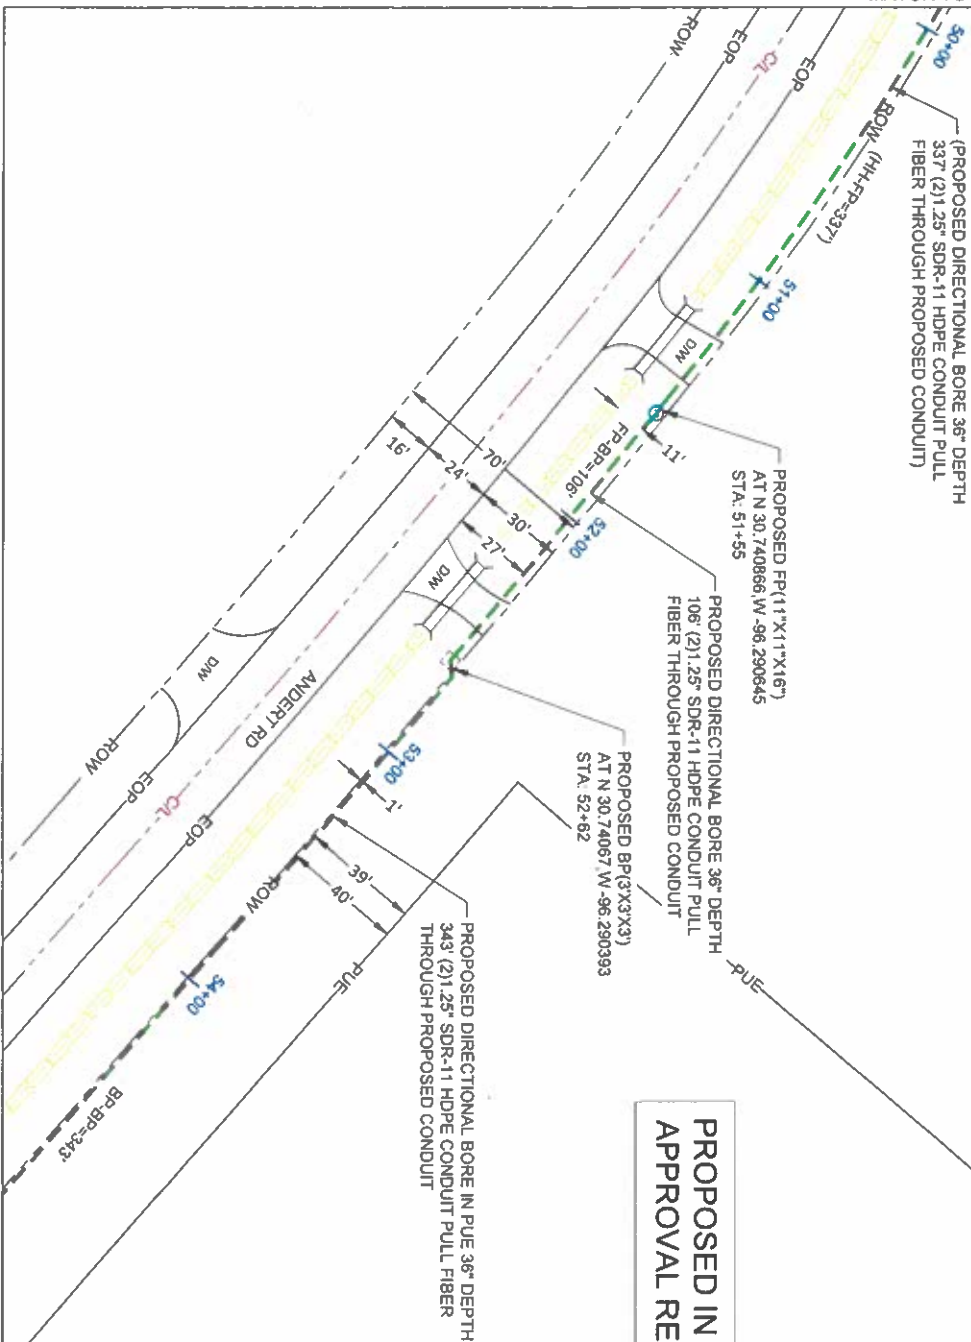 50+00
(PROPOSED DIRECTIONAL BORE 36" DEPTH
337' (2)1.25" SDR-11 HDPE CONDUIT PULL
FIBER THROUGH PROPOSED CONDUIT)
ROW
(HH-FP=337')
ROW
EOP
C/L
EOP
51+00
D/W
11'
PROPOSED FP(11"X11"X16")
AT N 30.740866,W -96.290645
STA: 51+55
FP-BP=106'
52+00
PROPOSED DIRECTIONAL BORE 36" DEPTH
106' (2)1.25" SDR-11 HDPE CONDUIT PULL
FIBER THROUGH PROPOSED CONDUIT
70'
16'
24'
30'
27'
D/W
PROPOSED BP(3'X3'X3')
AT N 30.74067,W -96.290393
STA: 52+62
D/W
ANDERT RD
53+00
1'
39'
40'
PUE
PUE
ROW
EOP
C/L
EOP
ROW
54+00
PROPOSED DIRECTIONAL BORE IN PUE 36" DEPTH
343' (2)1.25" SDR-11 HDPE CONDUIT PULL FIBER
THROUGH PROPOSED CONDUIT
BP-BP=343'
PROPOSED IN
APPROVAL RE